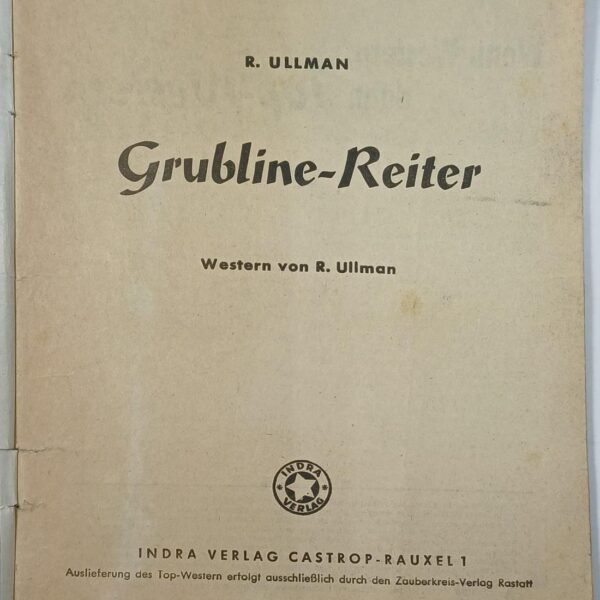 R. ULLMAN
Grubline-Reiter
Western von R. Ullman
INDRA
VERLAG
INDRA VERLAG CASTROP-RAUXEL 1
Auslieferung des Top-Western erfolgt ausschließlich durch den Zauberkreis-Verlag Rastatt